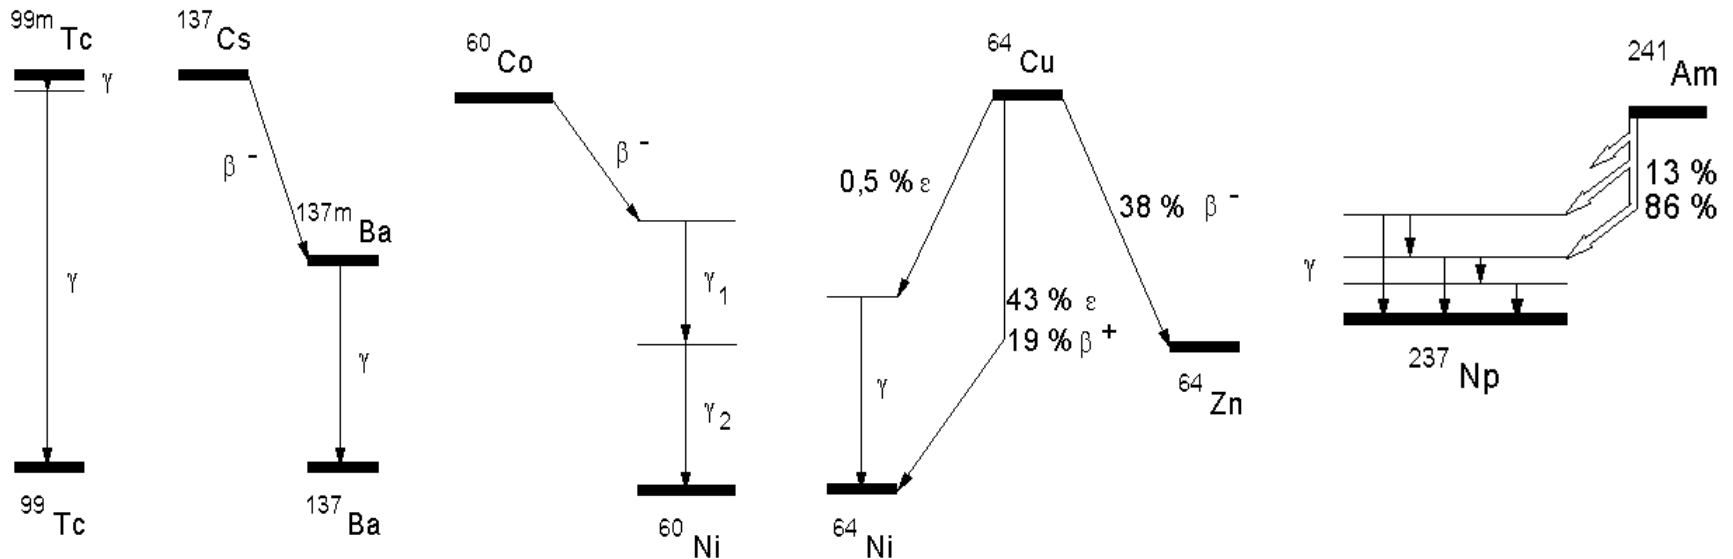 99m Tc
γ
γ
99 Tc
137 Cs
β -
137m Ba
γ
137 Ba
60 Co
β -
γ 1
γ 2
60 Ni
64 Cu
0,5 % ε
38 % β -
43 % ε
19 % β +
γ
64 Ni
64 Zn
241 Am
13 %
86 %
γ
237 Np